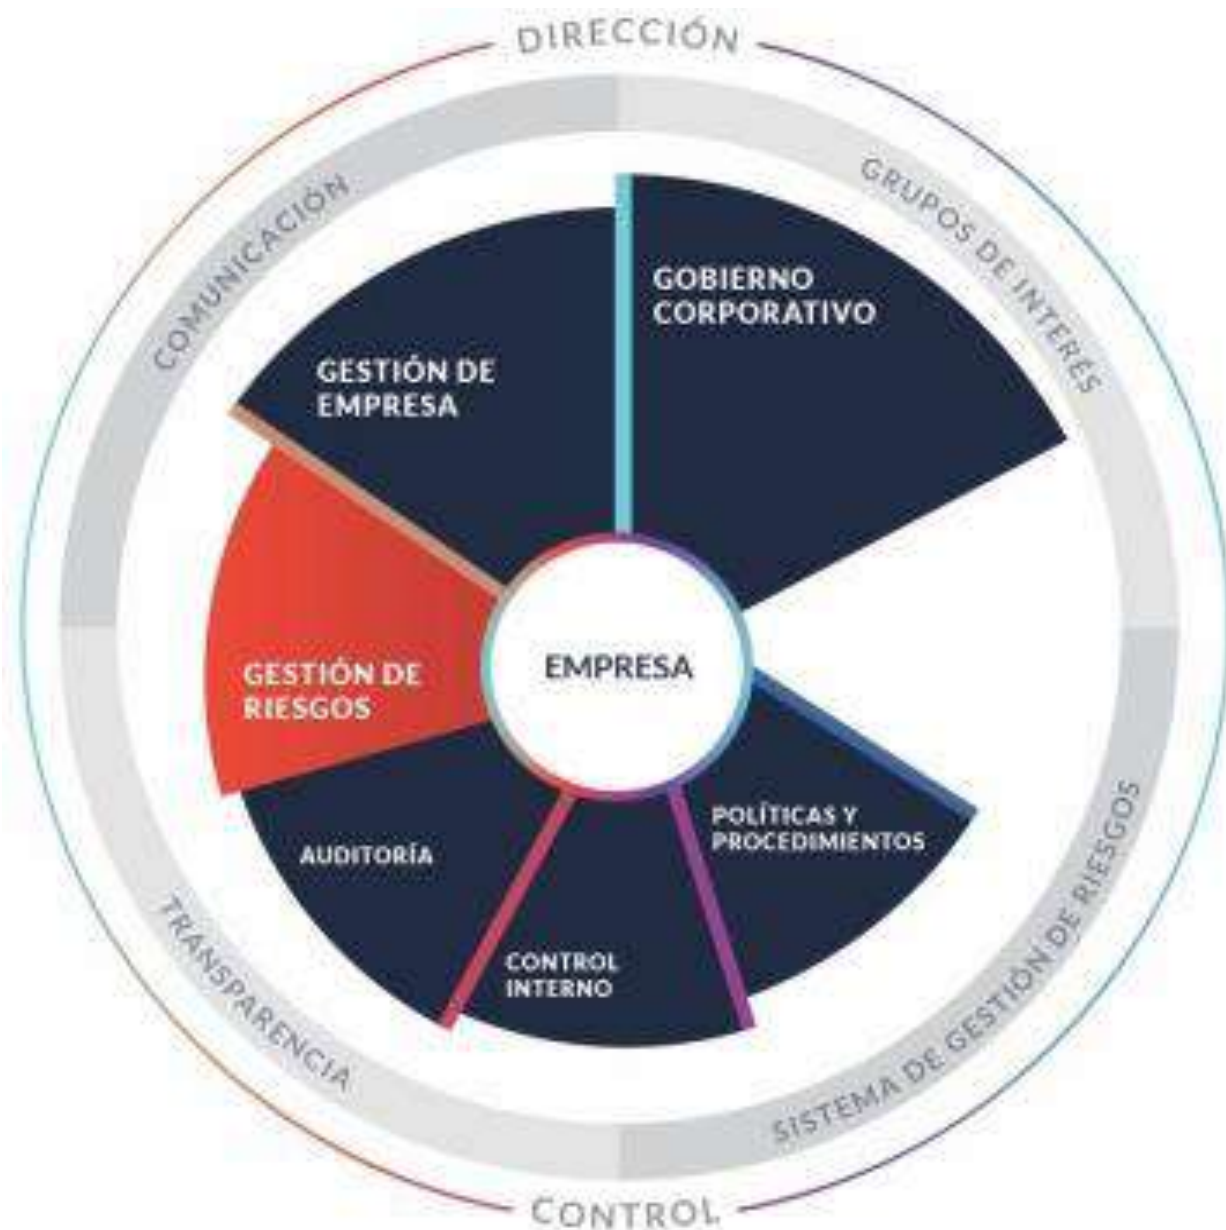 DIRECCIÓN
COMUNICACIÓN
GRUPOS DE INTERÉS
GOBIERNO
CORPORATIVO
GESTIÓN DE
EMPRESA
EMPRESA
GESTIÓN DE
RIESGOS
POLÍTICAS Y
PROCEDIMIENTOS
AUDITORÍA
CONTROL
INTERNO
TRANSPARENCIA
SISTEMA DE GESTIÓN DE RIESGOS
CONTROL